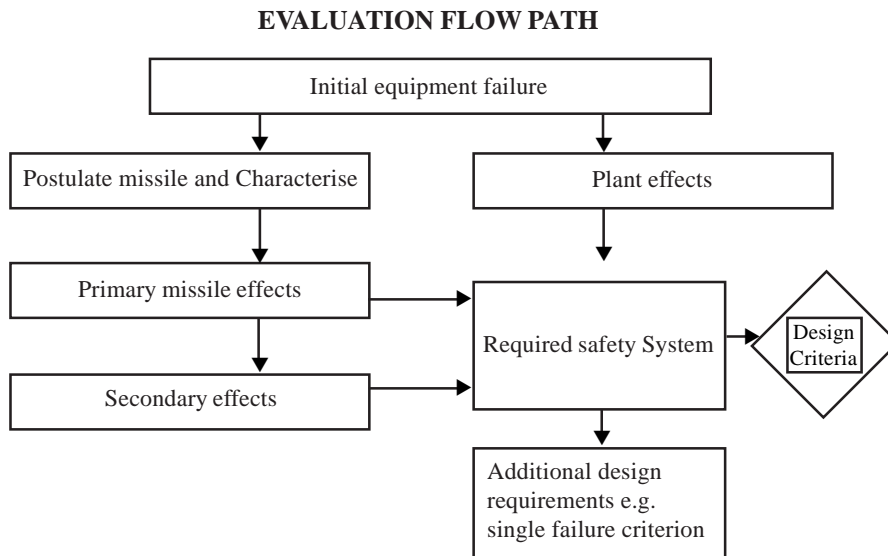 EVALUATION FLOW PATH
Initial equipment failure
Postulate missile and Characterise
Plant effects
Primary missile effects
Required safety System
Design
Criteria
Secondary effects
Additional design
requirements e.g.
single failure criterion